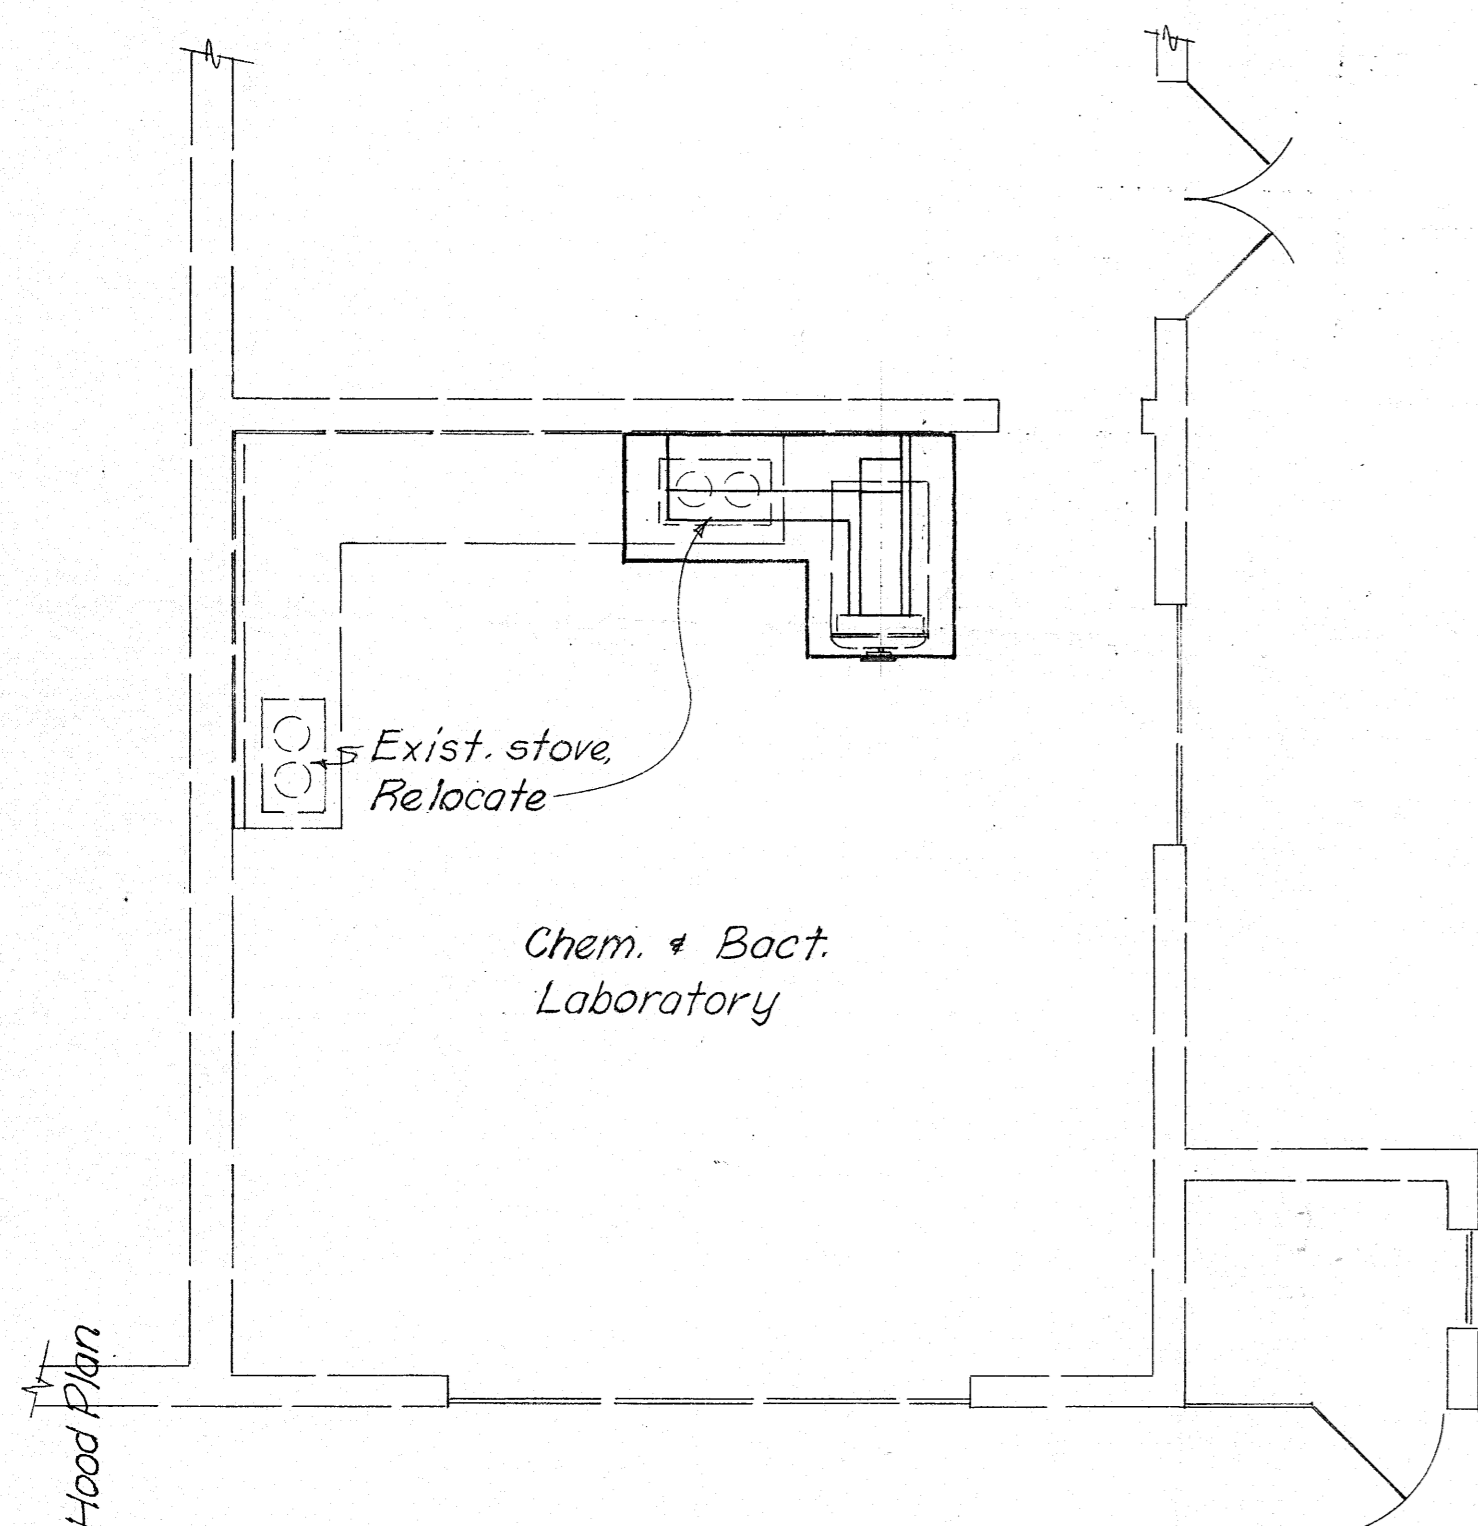 Exist. stove,
Relocate
Chem. & Bact.
Laboratory
Hood Plan